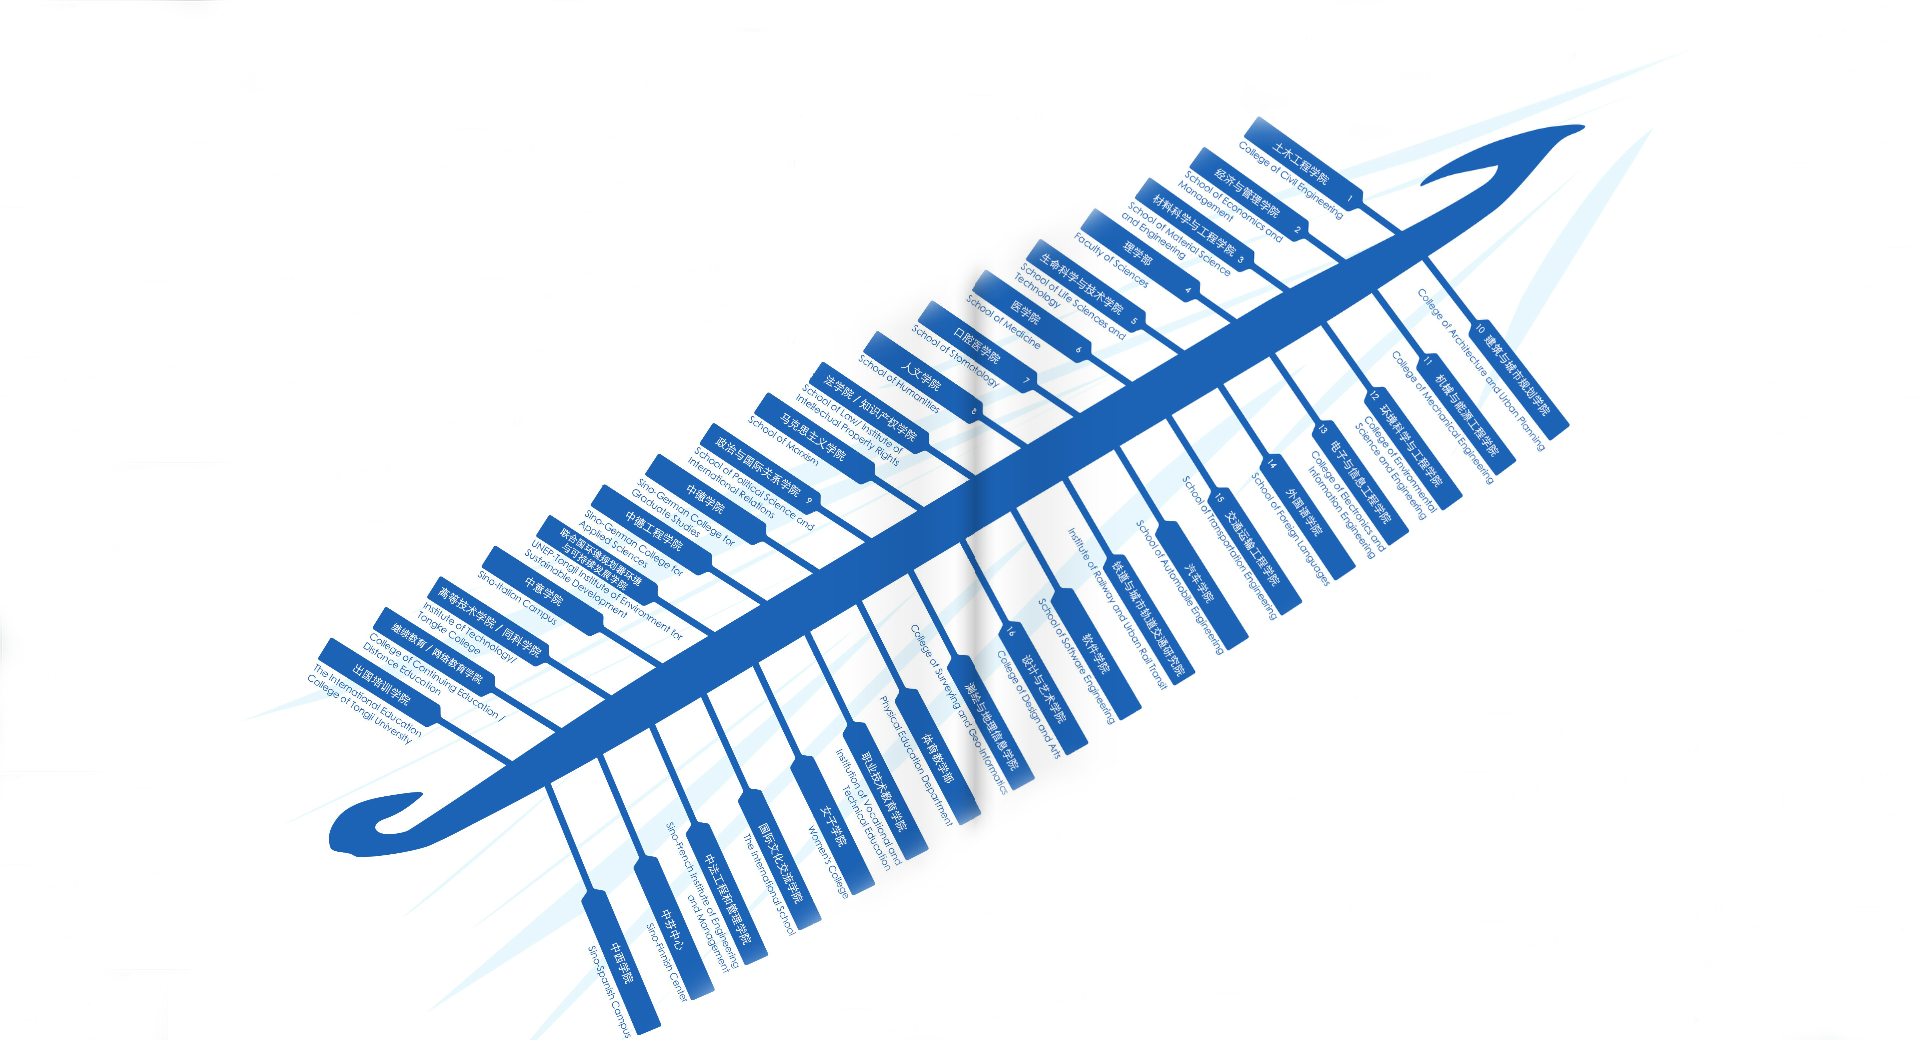 土木工程学院 1
College of Civil Engineering
经济与管理学院 2
School of Economics and
Management
材料科学与工程学院 3
School of Material Science
and Engineering
理学部 4
Faculty of Sciences
生命科学与技术学院 5
School of Life Sciences and
Technology
医学院 6
School of Medicine
口腔医学院 7
School of Stomatology
人文学院 8
School of Humanities
法学院 / 知识产权学院
School of Law/ Institute of
Intellectual Property Rights
马克思主义学院
School of Marxism
政治与国际关系学院 9
School of Political Science and
International Relations
中德学院
Sino-German College for
Graduate Studies
中德工程学院
Sino-German College for
Applied Sciences
联合国环境规划署环境
与可持续发展学院
UNEP-Tongji Institute of Environment for
Sustainable Development
中意学院
Sino-Italian Campus
高等技术学院 / 同科学院
Institute of Technology/
Tongke College
继续教育 / 网络教育学院
College of Continuing Education /
Distance Education
出国培训学院
The International Education
College of Tongji University
10 建筑与城市规划学院
College of Architecture and Urban Planning
11 机械与能源工程学院
College of Mechanical Engineering
12 环境科学与工程学院
College of Environmental
Science and Engineering
13 电子与信息工程学院
College of Electronics and
Information Engineering
14 外国语学院
School of Foreign Languages
15 交通运输工程学院
School of Transportation Engineering
汽车学院
School of Automobile Engineering
铁道与城市轨道交通研究院
Institute of Railway and Urban Rail Transit
软件学院
School of Software Engineering
16 设计与艺术学院
College of Design and Arts
测绘与地理信息学院
College of Surveying and Geo-Informatics
体育教学部
Physical Education Department
职业技术教育学院
Institution of Vocational and
Technical Education
女子学院
Women's College
国际文化交流学院
The International School
中法工程和管理学院
Sino-French Institute of Engineering
and Management
中芬中心
Sino-Finnish Center
中西学院
Sino-Spanish Campus